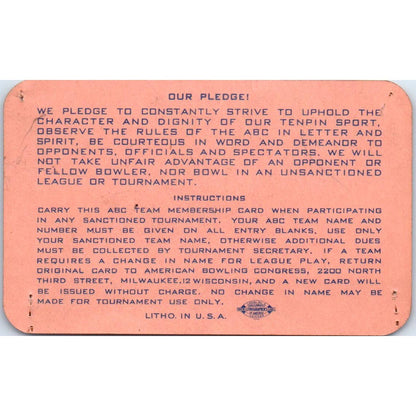 OUR PLEDGE!
WE PLEDGE TO CONSTANTLY STRIVE TO UPHOLD THE
CHARACTER AND DIGNITY OF OUR TENPIN SPORT,
OBSERVE THE RULES OF THE ABC IN LETTER AND
SPIRIT, BE COURTEOUS IN WORD AND DEMEANOR TO
OPPONENTS, OFFICIALS AND SPECTATORS. WE WILL
NOT TAKE UNFAIR ADVANTAGE OF AN OPPONENT OR
FELLOW BOWLER, NOR BOWL IN AN UNSANCTIONED
LEAGUE OR TOURNAMENT.
INSTRUCTIONS
CARRY THIS ABC TEAM MEMBERSHIP CARD WHEN PARTICIPATING
IN ANY SANCTIONED TOURNAMENT. YOUR ABC TEAM NAME AND
NUMBER MUST BE GIVEN ON ALL ENTRY BLANKS. USE ONLY
YOUR SANCTIONED TEAM NAME, OTHERWISE ADDITIONAL DUES
MUST BE COLLECTED BY TOURNAMENT SECRETARY. IF A TEAM
REQUIRES A CHANGE IN NAME FOR LEAGUE PLAY, RETURN
ORIGINAL CARD TO AMERICAN BOWLING CONGRESS, 2200 NORTH
THIRD STREET, MILWAUKEE, 12 WISCONSIN, AND A NEW CARD WILL
BE ISSUED WITHOUT CHARGE. NO CHANGE IN NAME MAY BE
MADE FOR TOURNAMENT USE ONLY.
LITHO. IN U.S.A.